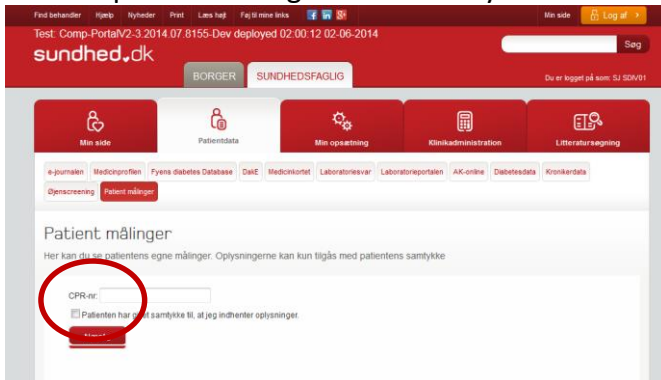 Find behandler Hjælp Nyheder Print Læs højt Føj til mine links Min side Log af
Test: Comp-PortalV2-3.2014.07.8155-Dev deployed 02:00:12 02-06-2014
sundhed.dk
Søg
BORGER SUNDHEDSFAGLIG
Du er logget på som: SJ SDIV01
Min side Patientdata Min opsætning Klinikadministration Litteratursøgning
e-journalen Medicinprofilen Fyens diabetes Database DakE Medicinkortet Laboratoriesvar Laboratorieportalen AK-online Diabetesdata Kronikerdata
Øjenscreening Patient målinger
Patient målinger
Her kan du se patientens egne målinger. Oplysningerne kan kun tilgås med patientens samtykke
CPR-nr:
Patienten har givet samtykke til, at jeg indhenter oplysninger.